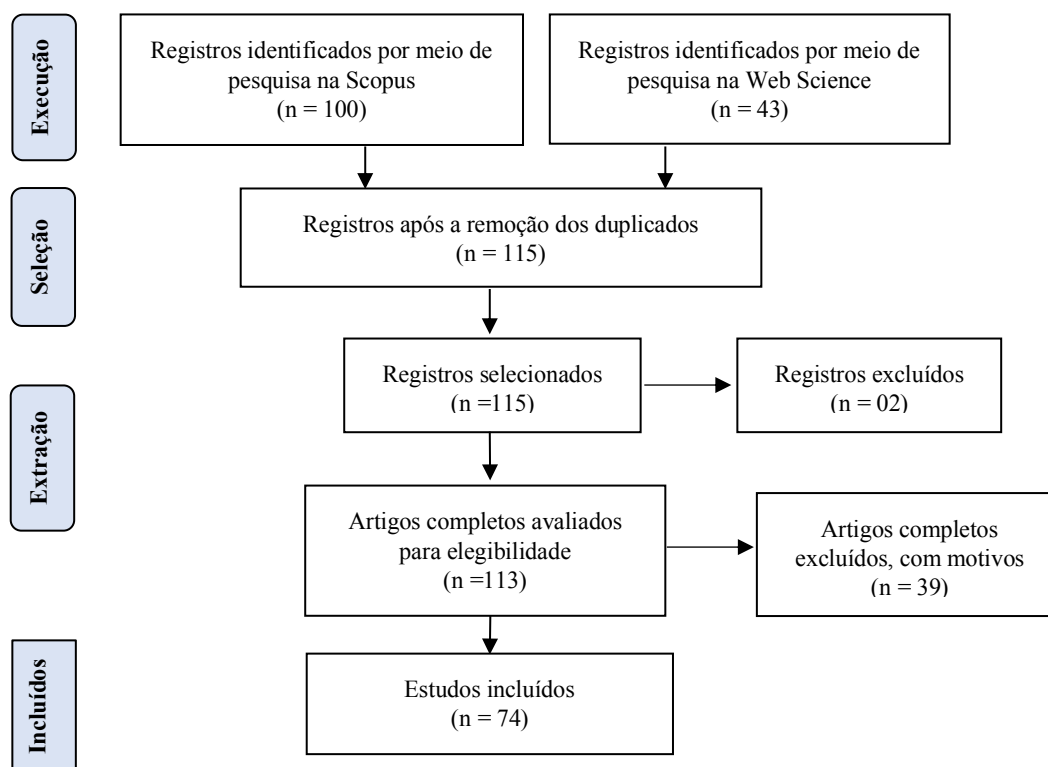 Execução
Registros identificados por meio de
pesquisa na Scopus
(n = 100)
Registros identificados por meio de
pesquisa na Web Science
(n = 43)
Seleção
Registros após a remoção dos duplicados
(n = 115)
Extração
Registros selecionados
(n =115)
Registros excluídos
(n = 02)
Artigos completos avaliados
para elegibilidade
(n =113)
Artigos completos
excluídos, com motivos
(n = 39)
Incluídos
Estudos incluídos
(n = 74)